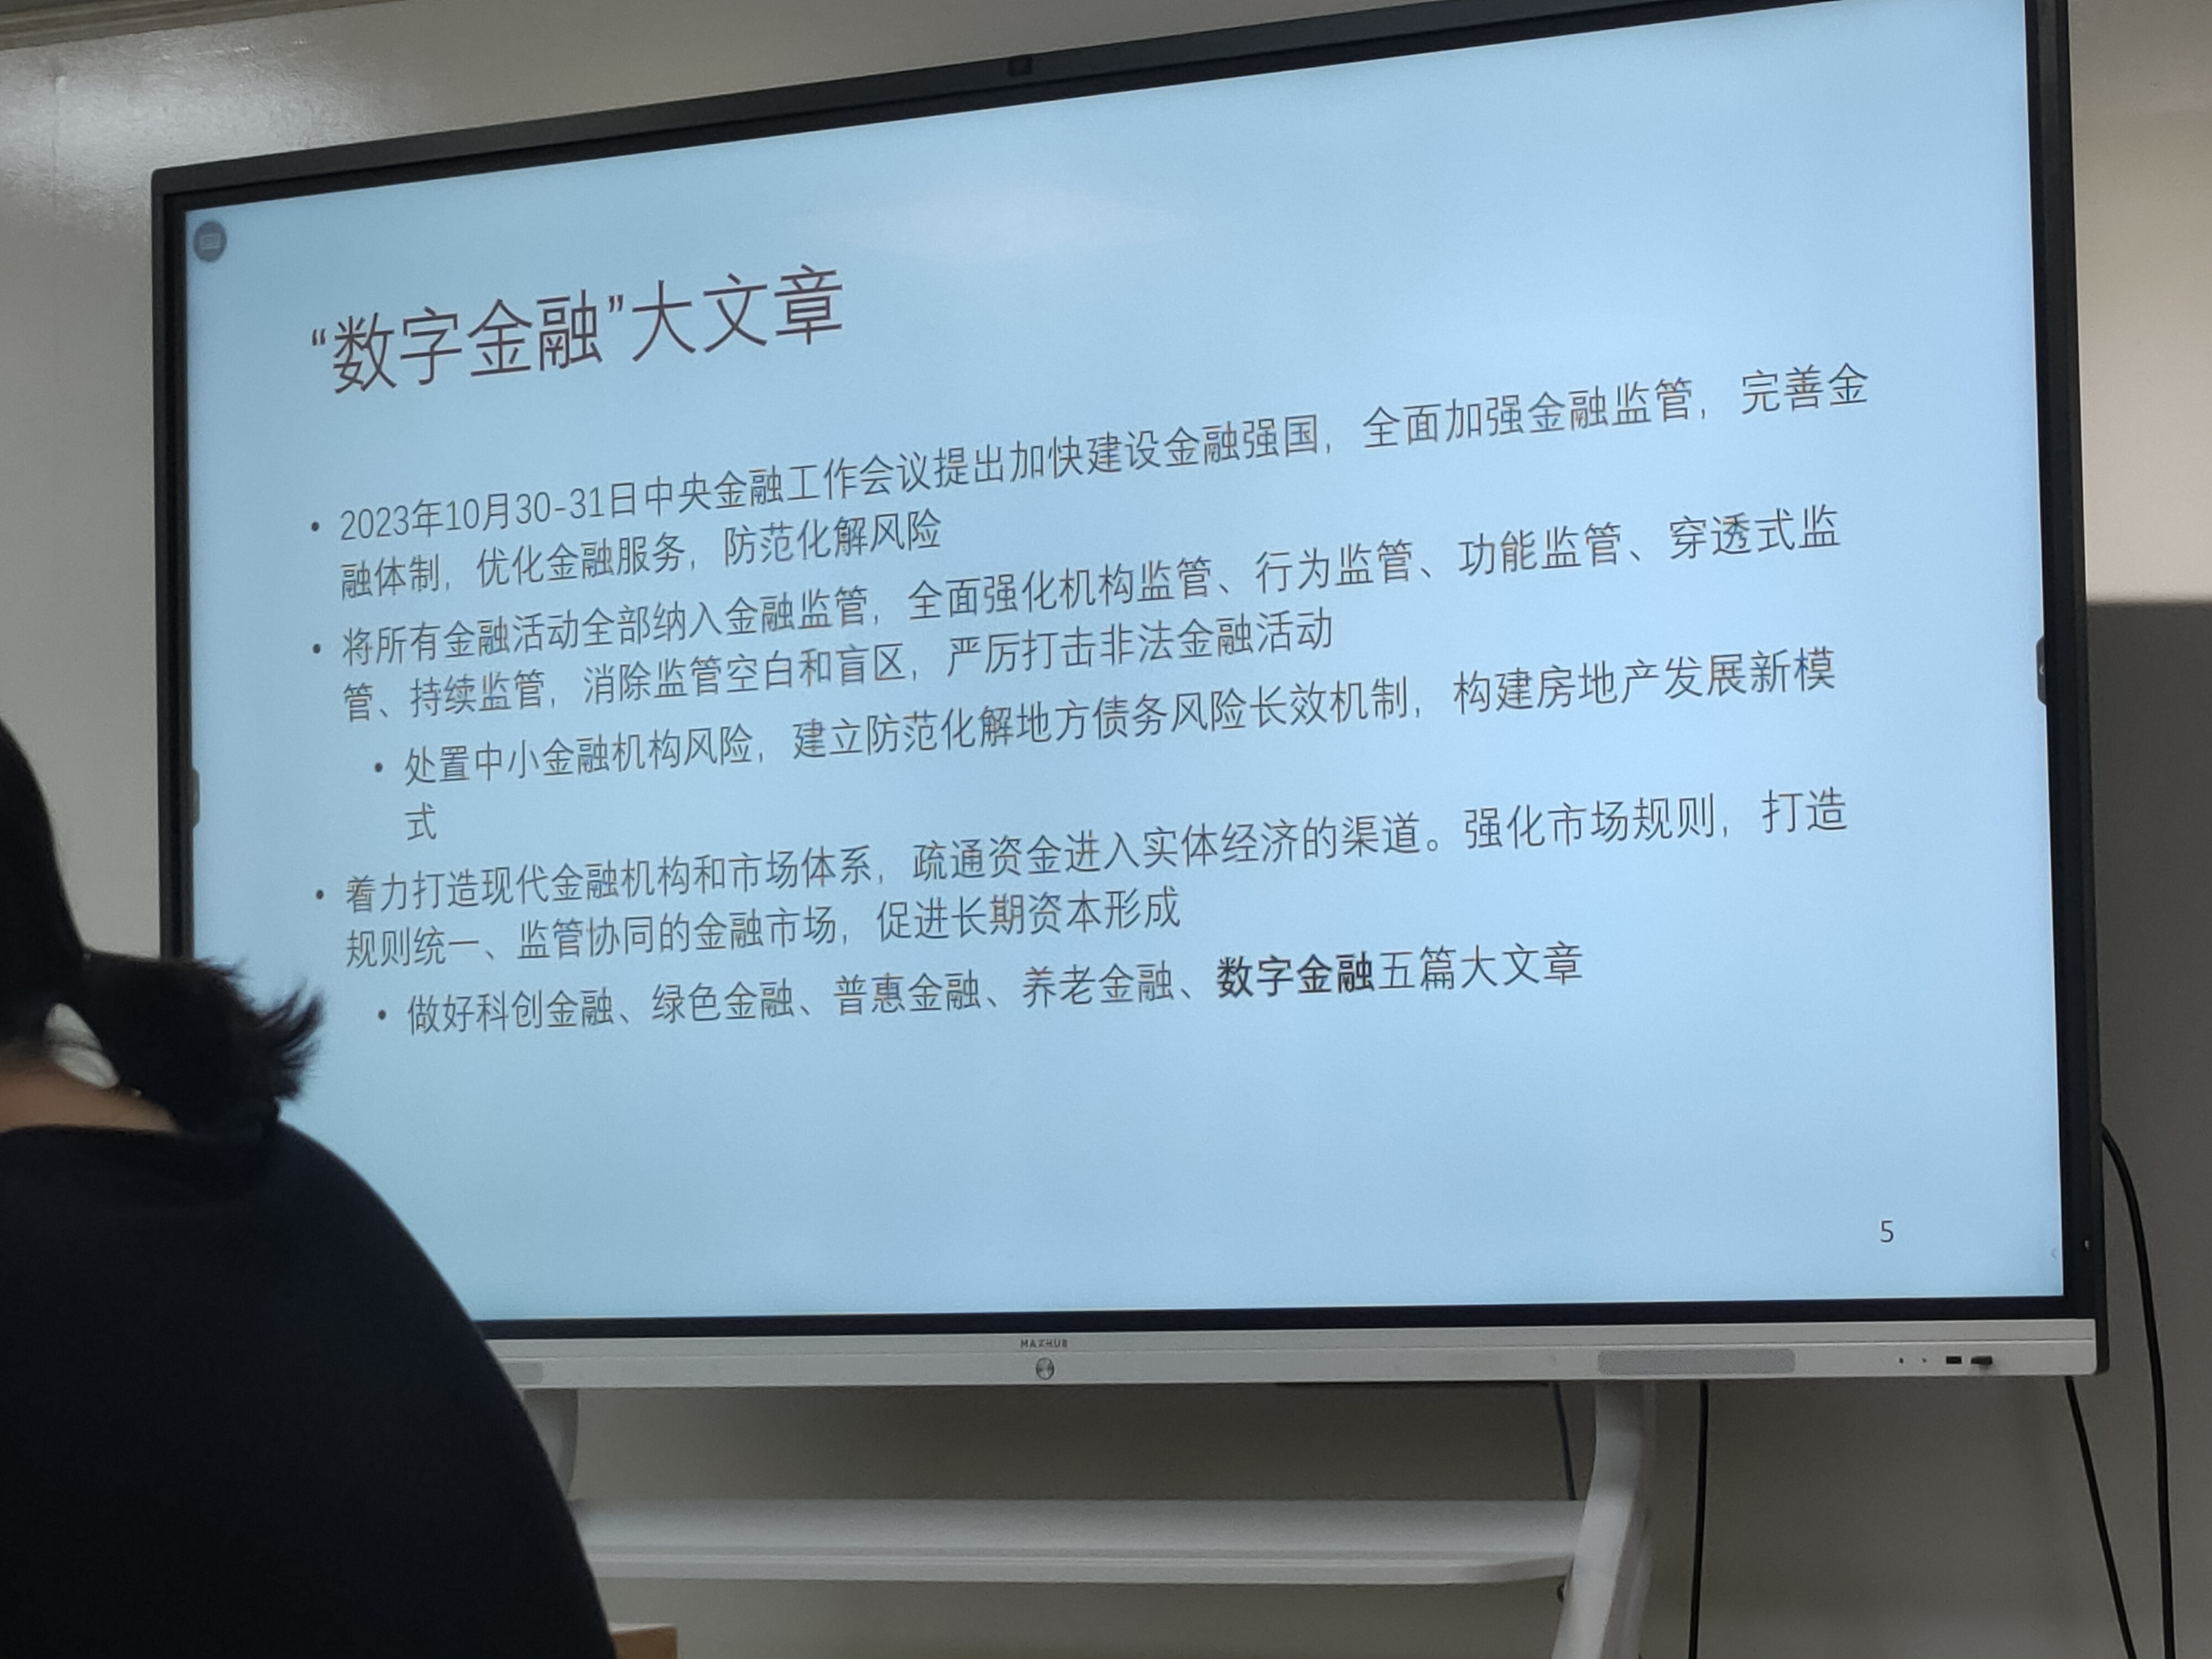 “数字金融”大文章
• 2023年10月30-31日中央金融工作会议提出加快建设金融强国，全面加强金融监管，完善金
融体制，优化金融服务，防范化解风险
• 将所有金融活动全部纳入金融监管，全面强化机构监管、行为监管、功能监管、穿透式监
管、持续监管，消除监管空白和盲区，严厉打击非法金融活动
• 处置中小金融机构风险，建立防范化解地方债务风险长效机制，构建房地产发展新模
式
• 着力打造现代金融机构和市场体系，疏通资金进入实体经济的渠道。强化市场规则，打造
规则统一、监管协同的金融市场，促进长期资本形成
• 做好科创金融、绿色金融、普惠金融、养老金融、数字金融五篇大文章
5
MAXHUB